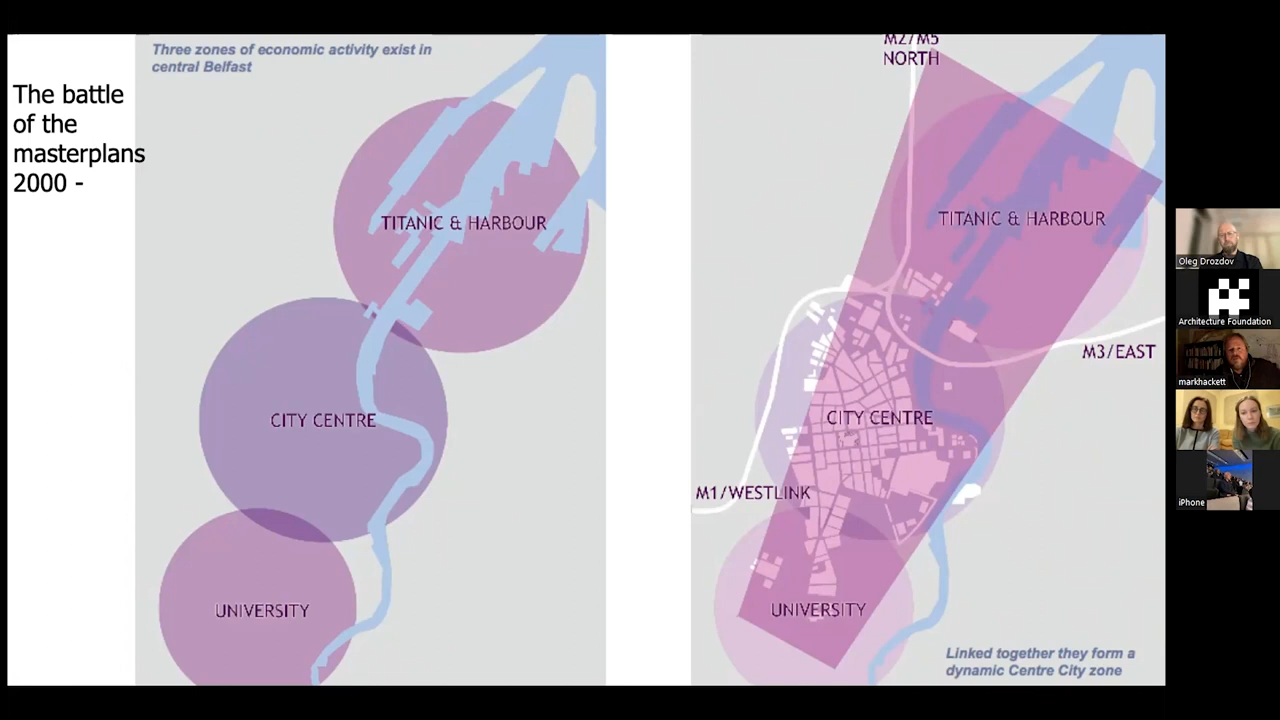 Three zones of economic activity exist in
central Belfast
The battle
of the
masterplans
2000 -
TITANIC & HARBOUR
CITY CENTRE
UNIVERSITY
M2/M5
NORTH
TITANIC & HARBOUR
M3/EAST
CITY CENTRE
M1/WESTLINK
UNIVERSITY
Linked together they form a
dynamic Centre City zone
Oleg Drozdov
Architecture Foundation
markhackett
iPhone